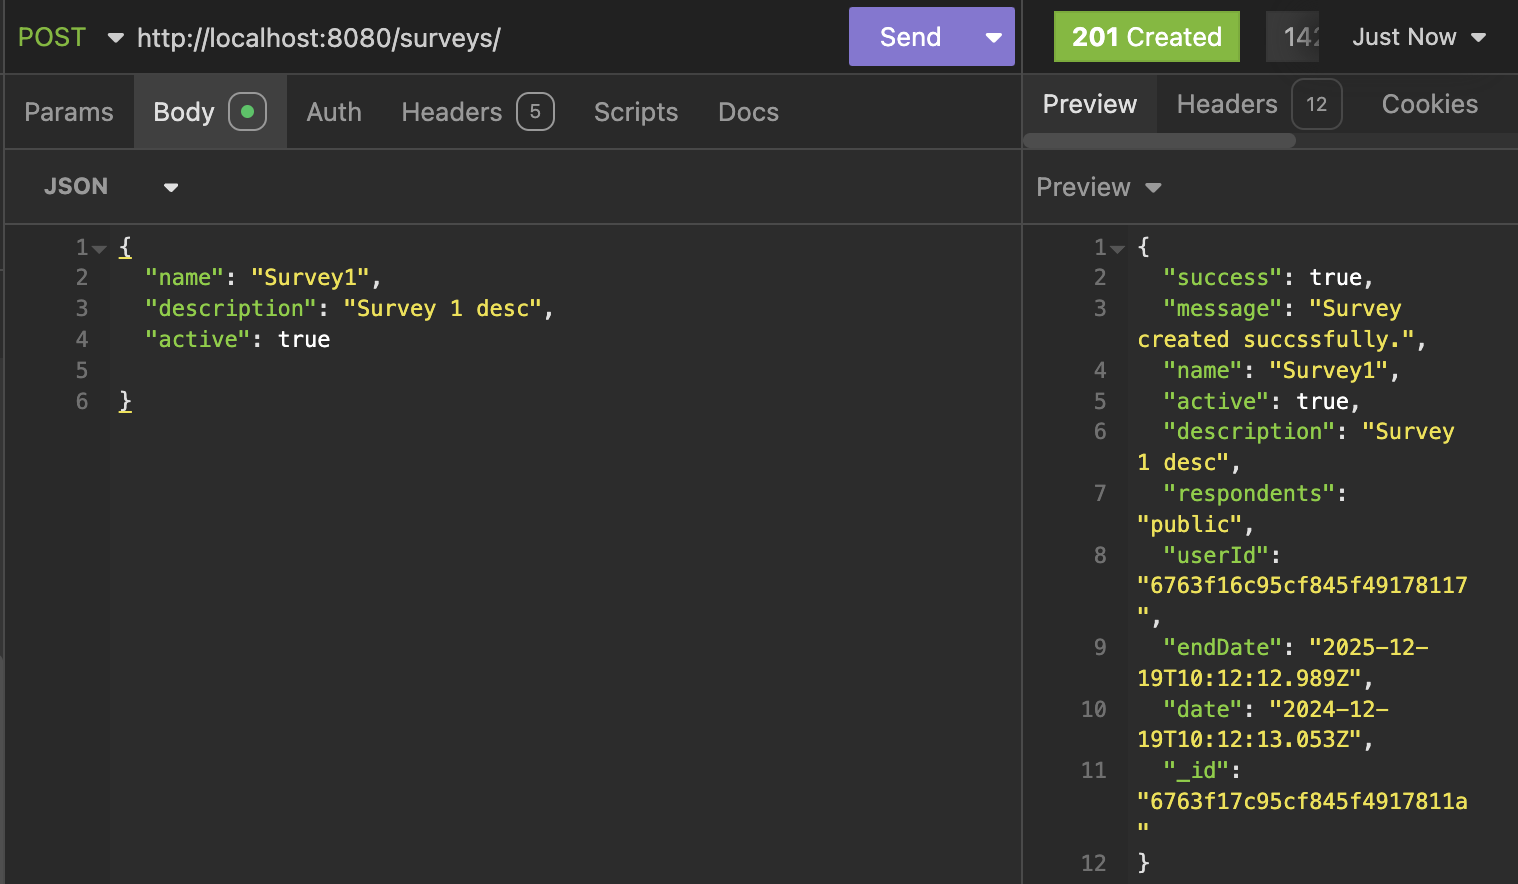 POST http://localhost:8080/surveys/ Send
Params Body Auth Headers 5 Scripts Docs
JSON
1 {
2 "name": "Survey1",
3 "description": "Survey 1 desc",
4 "active": true
5
6 }
201 Created Just Now
Preview Headers 12 Cookies
Preview
1 {
2 "success": true,
3 "message": "Survey
created succssfully.",
4 "name": "Survey1",
5 "active": true,
6 "description": "Survey
1 desc",
7 "respondents":
"public",
8 "userId":
"6763f16c95cf845f49178117
",
9 "endDate": "2025-12-
19T10:12:12.989Z",
10 "date": "2024-12-
19T10:12:13.053Z",
11 "_id":
"6763f17c95cf845f4917811a
"
12 }